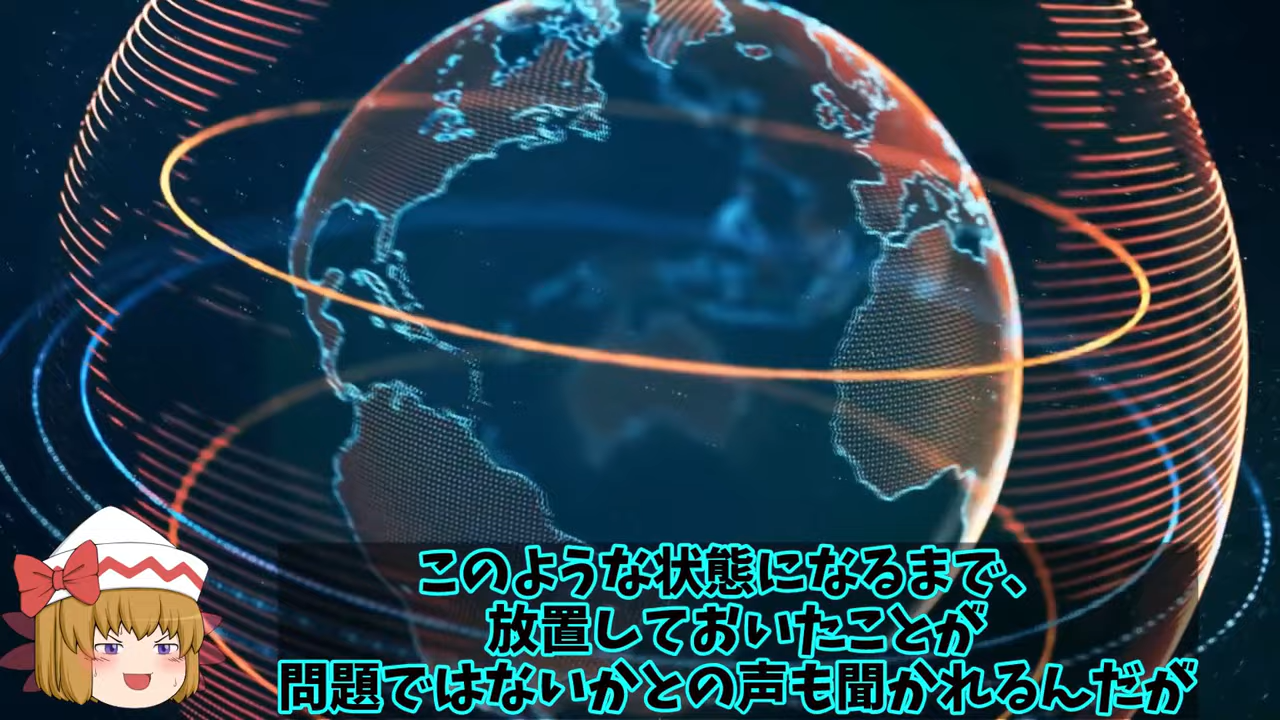 このような状態になるまで、
放置しておいたことが
問題ではないかとの声も聞かれるんだが